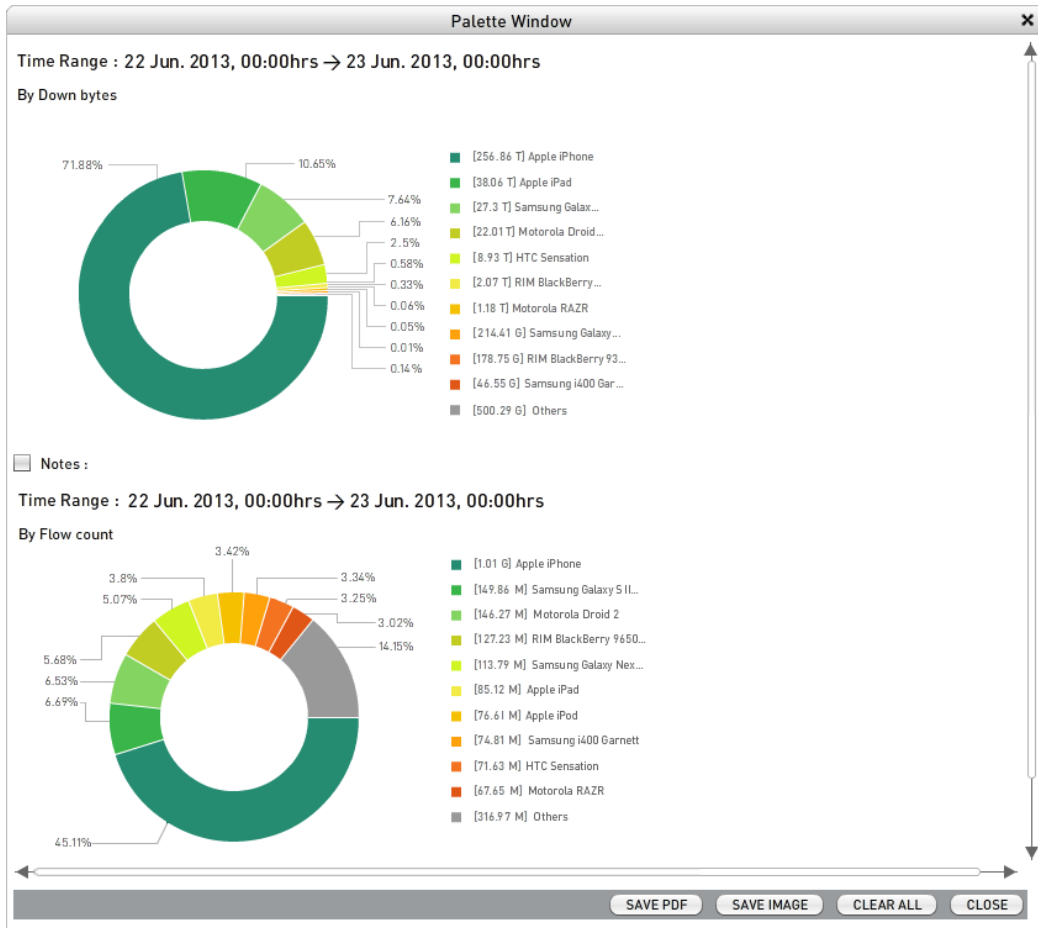 Palette Window
Time Range : 22 Jun. 2013, 00:00hrs → 23 Jun. 2013, 00:00hrs
By Down bytes
71.88%
10.65%
7.64%
6.16%
2.5%
0.58%
0.33%
0.06%
0.05%
0.01%
0.14%
[256.86 T] Apple iPhone
[38.06 T] Apple iPad
[27.3 T] Samsung Galax...
[22.01 T] Motorola Droid...
[8.93 T] HTC Sensation
[2.07 T] RIM BlackBerry...
[1.18 T] Motorola RAZR
[214.41 G] Samsung Galaxy...
[178.75 G] RIM BlackBerry 93...
[46.55 G] Samsung i400 Gar...
[500.29 G] Others
Notes :
Time Range : 22 Jun. 2013, 00:00hrs → 23 Jun. 2013, 00:00hrs
By Flow count
3.42%
3.8%
3.34%
5.07%
3.25%
3.02%
14.15%
5.68%
6.53%
6.69%
45.11%
[1.01 G] Apple iPhone
[149.86 M] Samsung Galaxy S II...
[146.27 M] Motorola Droid 2
[127.23 M] RIM BlackBerry 9650...
[113.79 M] Samsung Galaxy Nex...
[85.12 M] Apple iPad
[76.61 M] Apple iPod
[74.81 M] Samsung i400 Garnett
[71.63 M] HTC Sensation
[67.65 M] Motorola RAZR
[316.97 M] Others
SAVE PDF
SAVE IMAGE
CLEAR ALL
CLOSE